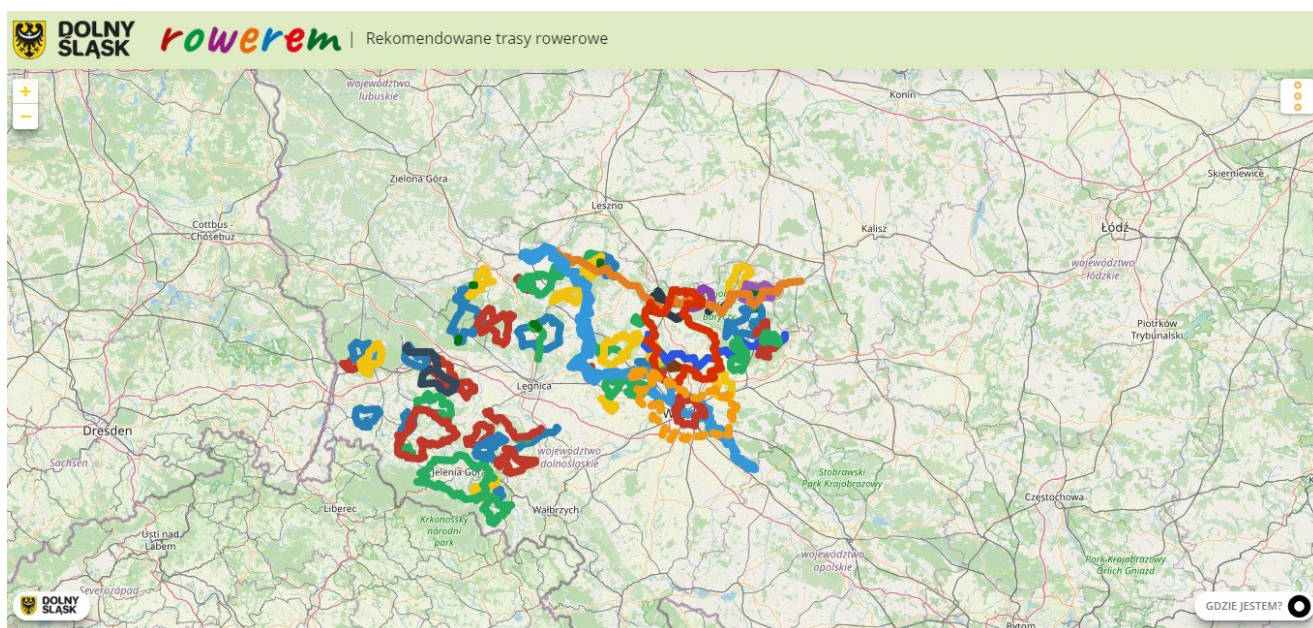 DOLNY
ŚLĄSK
rowerem | Rekomendowane trasy rowerowe
+
−
województwo
lubuskie
Konin
Zielona Góra
Skierniewice
Leszno
Cottbus -
Chóśebuz
Kalisz
Łódź
województwo
łódzkie
Baryczy
Piotrków
Trybunalski
Legnica
Dresden
Sachsen
województwo
dolnośląskie
Jelenia Góra
Stobrawski
Park Krajobrazowy
Częstochowa
Liberec
Wałbrzych
Krkonošský
národní
park
Ústí nad
Labem
województwo
opolskie
Park Krajobrazowy
Orlich Gniazd
Severozápad
DOLNY
ŚLĄSK
GDZIE JESTEM?
Bytom